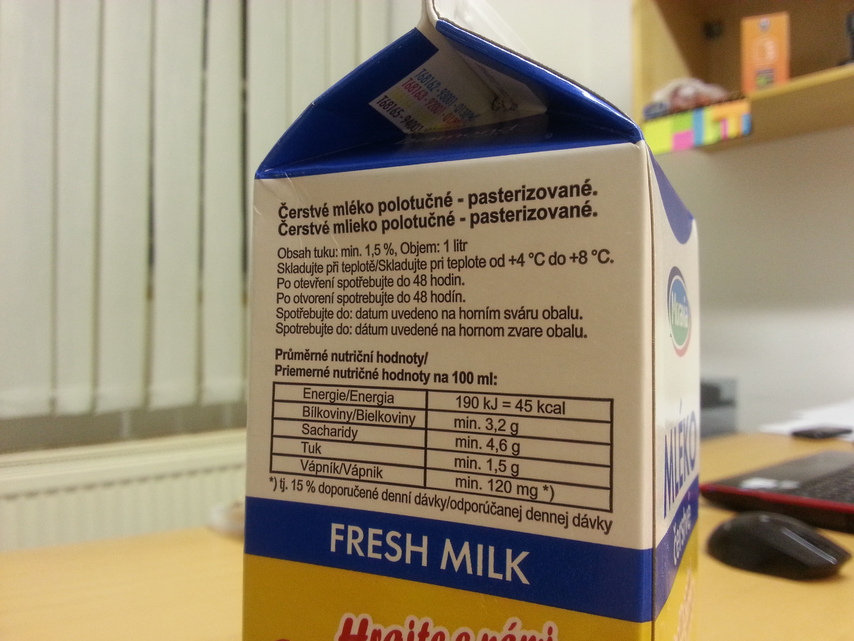 Čerstvé mléko polotučné - pasterizované.
Čerstvé mlieko polotučné - pasterizované.
Obsah tuku: min. 1,5 %, Objem: 1 litr
Skladujte při teplotě/Skladujte pri teplote od +4 °C do +8 °C.
Po otevření spotřebujte do 48 hodin.
Po otvorení spotrebujte do 48 hodín.
Spotřebujte do: datum uvedeno na horním sváru obalu.
Spotrebujte do: dátum uvedené na hornom zvare obalu.
Průměrné nutriční hodnoty/
Priemerné nutričné hodnoty na 100 ml:
Energie/Energia 190 kJ = 45 kcal
Bílkoviny/Bielkoviny min. 3,2 g
Sacharidy min. 4,6 g
Tuk min. 1,5 g
Vápník/Vápnik min. 120 mg *)
*) tj. 15 % doporučené denní dávky/odporúčanej dennej dávky
FRESH MILK
Hrajte s námi
MLÉKO
čerstvé